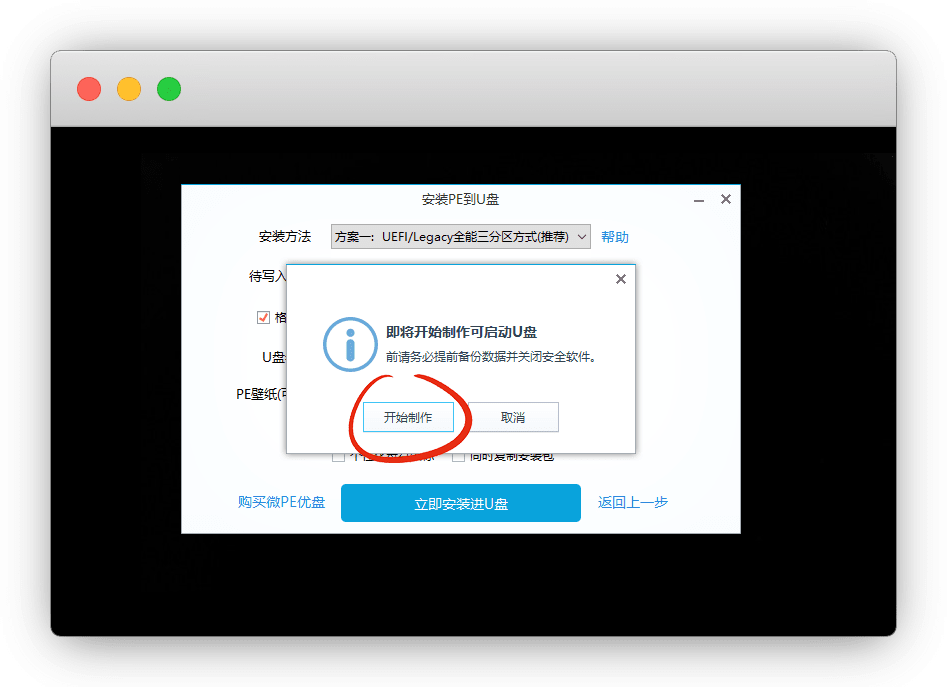 安装PE到U盘
安装方法 方案一：UEFI/Legacy全能三分区方式(推荐) 帮助
待写入
格
即将开始制作可启动U盘
前请务必提前备份数据并关闭安全软件。
U盘
PE壁纸(可
开始制作 取消
同时复制安装包
购买微PE优盘 立即安装进U盘 返回上一步